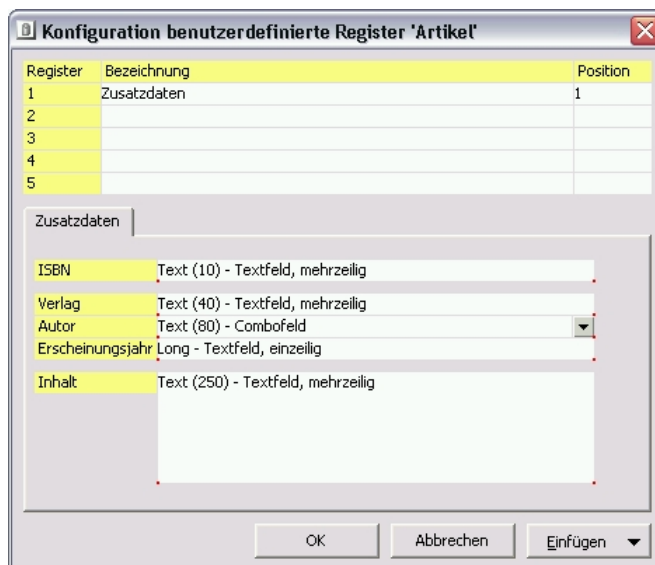 Konfiguration benutzerdefinierte Register 'Artikel'
Register Bezeichnung Position
1 Zusatzdaten 1
2
3
4
5
Zusatzdaten
ISBN Text (10) - Textfeld, mehrzeilig
Verlag Text (40) - Textfeld, mehrzeilig
Autor Text (80) - Combofeld
Erscheinungsjahr Long - Textfeld, einzeilig
Inhalt Text (250) - Textfeld, mehrzeilig
OK Abbrechen Einfügen